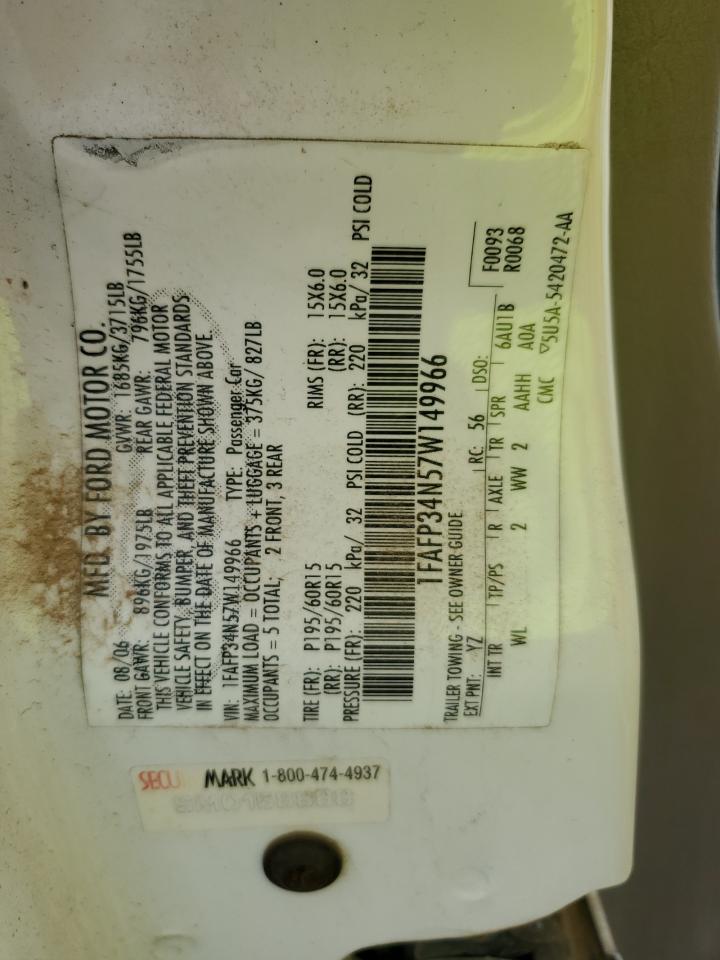 MFD. BY FORD MOTOR CO.
DATE: 08/06 GVWR: 1685KG/3715LB
FRONT GAWR: 896KG/1975LB REAR GAWR: 796KG/1755LB
THIS VEHICLE CONFORMS TO ALL APPLICABLE FEDERAL MOTOR
VEHICLE SAFETY, BUMPER, AND THEFT PREVENTION STANDARDS
IN EFFECT ON THE DATE OF MANUFACTURE SHOWN ABOVE.
VIN: 1FAFP34N57W149966 TYPE: Passenger Car
MAXIMUM LOAD = OCCUPANTS + LUGGAGE = 375KG/ 827LB
OCCUPANTS = 5 TOTAL; 2 FRONT, 3 REAR
TIRE (FR): P195/60R15 RIMS (FR): 15X6.0
(RR): P195/60R15 (RR): 15X6.0
PRESSURE (FR): 220 kPa/ 32 PSI COLD (RR): 220 kPa/ 32 PSI COLD
1FAFP34N57W149966
TRAILER TOWING - SEE OWNER GUIDE
F0093
EXT PNT: YZ RC: 56 DSO: R0068
INT TR TP/PS R AXLE TR SPR 6AU1B
WL 2 WW 2 AAHH A0A
CMC ▽5U5A-5420472-AA
SECU MARK 1-800-474-4937